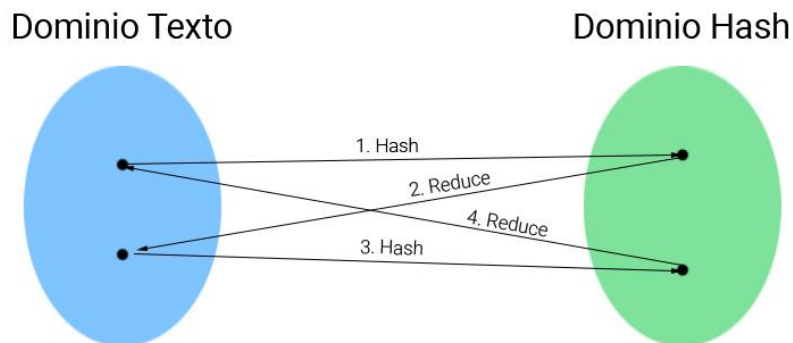 Dominio Texto
Dominio Hash
1. Hash
2. Reduce
4. Reduce
3. Hash